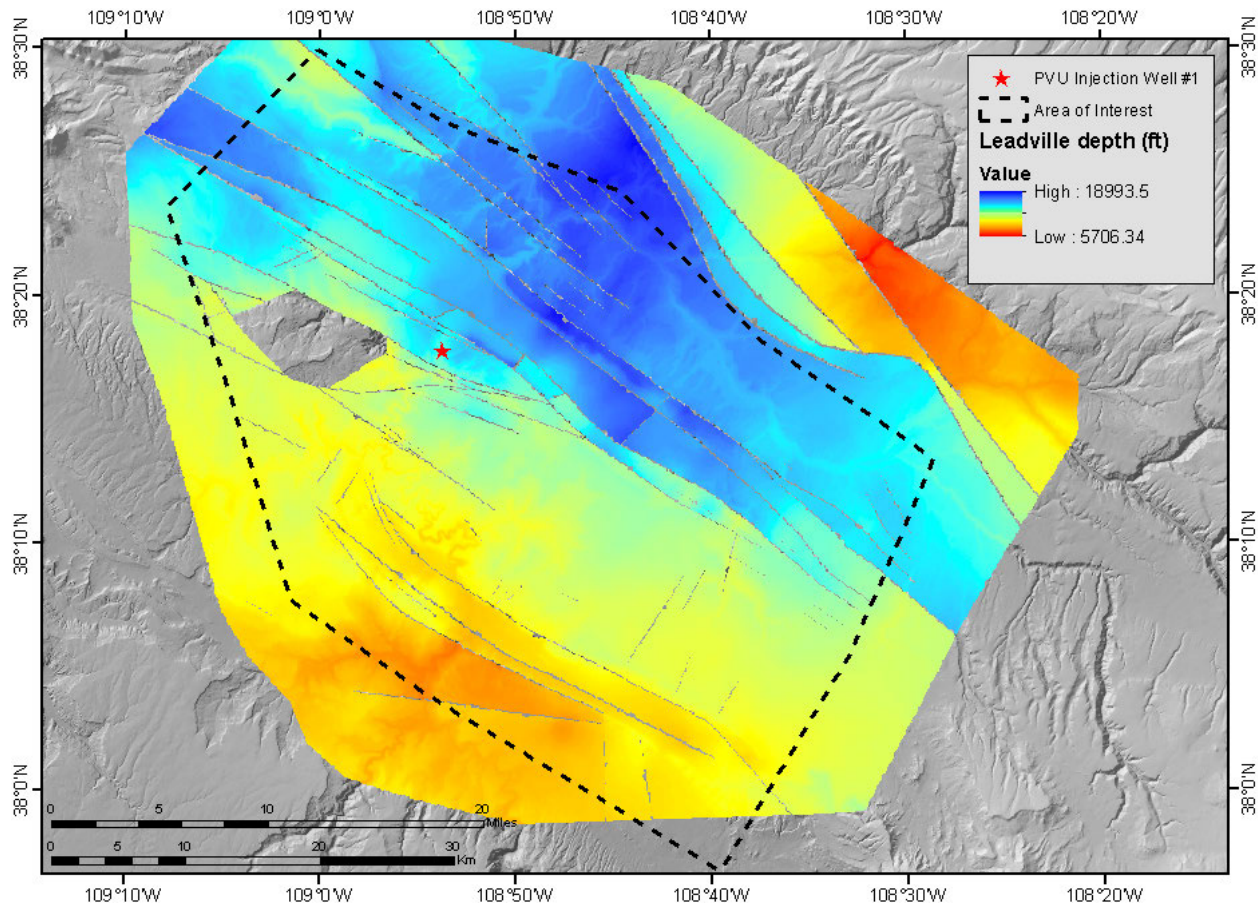 109°10'W 109°0'W 108°50'W 108°40'W 108°30'W 108°20'W
38°30'N 38°30'N
PVU Injection Well #1
Area of Interest
Leadville depth (ft)
Value
High : 18993.5
Low : 5706.34
38°20'N 38°20'N
38°10'N 38°10'N
38°0'N 38°0'N
0 5 10 20
Miles
0 5 10 20 30
Km
109°10'W 109°0'W 108°50'W 108°40'W 108°30'W 108°20'W